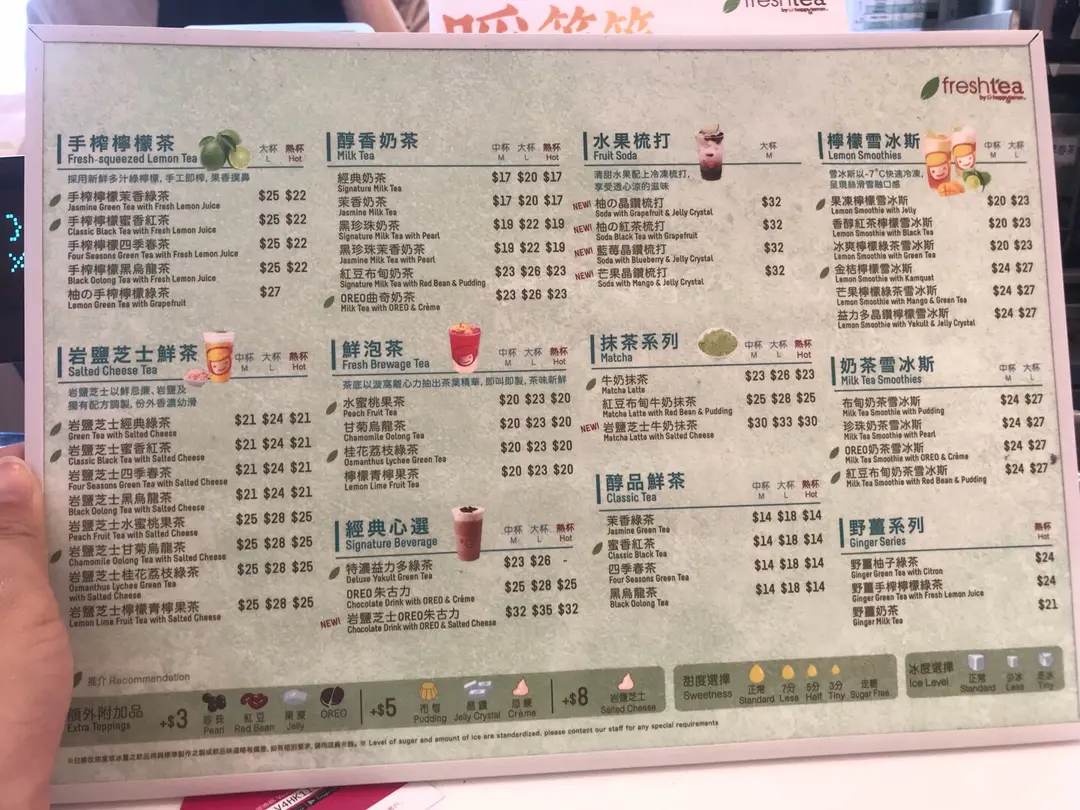 freshtea
by happylemon
freshtea
by happylemon
手榨檸檬茶 大杯 熱杯
Fresh-squeezed Lemon Tea L Hot
採用新鮮多汁綠檸檬,手工即榨,果香撲鼻
手榨檸檬茉香綠茶 $25 $22
Jasmine Green Tea with Fresh Lemon Juice
手榨檸檬蜜香紅茶 $25 $22
Classic Black Tea with Fresh Lemon Juice
手榨檸檬四季春茶 $25 $22
Four Seasons Green Tea with Fresh Lemon Juice
手榨檸檬黑烏龍茶 $25 $22
Black Oolong Tea with Fresh Lemon Juice
柚の手榨檸檬綠茶 $27
Lemon Green Tea with Grapefruit
岩鹽芝士鮮茶 中杯 大杯 熱杯
Salted Cheese Tea M L Hot
岩鹽芝士以鮮忌廉、岩鹽及
獨有配方調製,份外香濃幼滑
岩鹽芝士經典綠茶 $21 $24 $21
Green Tea with Salted Cheese
岩鹽芝士蜜香紅茶 $21 $24 $21
Classic Black Tea with Salted Cheese
岩鹽芝士四季春茶 $21 $24 $21
Four Seasons Green Tea with Salted Cheese
岩鹽芝士黑烏龍茶 $21 $24 $21
Black Oolong Tea with Salted Cheese
岩鹽芝士水蜜桃果茶 $25 $28 $25
Peach Fruit Tea with Salted Cheese
岩鹽芝士甘菊烏龍茶 $25 $28 $25
Chamomile Oolong Tea with Salted Cheese
岩鹽芝士桂花荔枝綠茶 $25 $28 $25
Osmanthus Lychee Green Tea
with Salted Cheese
岩鹽芝士檸檬青檸果茶 $25 $28 $25
Lemon Lime Fruit Tea with Salted Cheese
醇香奶茶 中杯 大杯 熱杯
Milk Tea M L Hot
經典奶茶 $17 $20 $17
Signature Milk Tea
茉香奶茶 $17 $20 $17
Jasmine Milk Tea
黑珍珠奶茶 $19 $22 $19
Signature Milk Tea with Pearl
黑珍珠茉香奶茶 $19 $22 $19
Jasmine Milk Tea with Pearl
紅豆布甸奶茶 $23 $26 $23
Signature Milk Tea with Red Bean & Pudding
OREO曲奇奶茶 $23 $26 $23
Milk Tea with OREO & Crème
鮮泡茶 中杯 大杯 熱杯
Fresh Brewage Tea M L Hot
茶底以渦流離心力抽出茶葉精華,即叫即製,茶味新鮮
水蜜桃果茶 $20 $23 $20
Peach Fruit Tea
甘菊烏龍茶 $20 $23 $20
Chamomile Oolong Tea
桂花荔枝綠茶 $20 $23 $20
Osmanthus Lychee Green Tea
檸檬青檸果茶 $20 $23 $20
Lemon Lime Fruit Tea
經典心選 中杯 大杯 熱杯
Signature Beverage M L Hot
特濃益力多綠茶 $23 $26 -
Deluxe Yakult Green Tea
OREO 朱古力 $25 $28 $25
Chocolate Drink with OREO & Crème
NEW! 岩鹽芝士OREO朱古力 $32 $35 $32
Chocolate Drink with OREO & Salted Cheese
水果梳打 大杯
Fruit Soda M
清甜水果配上冷凍梳打,
享受透心涼的滋味
NEW! 柚の晶鑽梳打 $32
Soda with Grapefruit & Jelly Crystal
NEW! 柚の紅茶梳打 $32
Soda Black Tea with Grapefruit
NEW! 藍莓晶鑽梳打 $32
Soda with Blueberry & Jelly Crystal
NEW! 芒果晶鑽梳打 $32
Soda with Mango & Jelly Crystal
抹茶系列 中杯 大杯 熱杯
Matcha M L Hot
牛奶抹茶 $23 $26 $23
Matcha Latte
紅豆布甸牛奶抹茶 $25 $28 $25
Matcha Latte with Red Bean & Pudding
NEW! 岩鹽芝士牛奶抹茶 $30 $33 $30
Matcha Latte with Salted Cheese
醇品鮮茶 中杯 大杯 熱杯
Classic Tea M L Hot
茉香綠茶 $14 $18 $14
Jasmine Green Tea
蜜香紅茶 $14 $18 $14
Classic Black Tea
四季春茶 $14 $18 $14
Four Seasons Green Tea
黑烏龍茶 $14 $18 $14
Black Oolong Tea
檸檬雪冰斯 中杯 大杯
Lemon Smoothies M L
雪冰斯以-7°C快速冷凍,
呈現絲滑雪融口感
果凍檸檬雪冰斯 $20 $23
Lemon Smoothie with Jelly
香醇紅茶檸檬雪冰斯 $20 $23
Lemon Smoothie with Black Tea
冰爽檸檬綠茶雪冰斯 $20 $23
Lemon Smoothie with Green Tea
金桔檸檬雪冰斯 $24 $27
Lemon Smoothie with Kamquat
芒果檸檬綠茶雪冰斯 $24 $27
Lemon Smoothie with Mango & Green Tea
益力多晶鑽檸檬雪冰斯 $24 $27
Lemon Smoothie with Yakult & Jelly Crystal
奶茶雪冰斯 中杯 大杯
Milk Tea Smoothies M L
布甸奶茶雪冰斯 $24 $27
Milk Tea Smoothie with Pudding
珍珠奶茶雪冰斯 $24 $27
Milk Tea Smoothie with Pearl
OREO奶茶雪冰斯 $24 $27
Milk Tea Smoothie with OREO & Crème
紅豆布甸奶茶雪冰斯 $24 $27
Milk Tea Smoothie with Red Bean & Pudding
野薑系列 熱杯
Ginger Series Hot
野薑柚子綠茶 $24
Ginger Green Tea with Citron
野薑手榨檸檬綠茶 $24
Ginger Green Tea with Fresh Lemon Juice
野薑奶茶 $21
Ginger Milk Tea
推介 Recommendation
額外附加品
Extra Toppings
+$3 珍珠 Pearl 紅豆 Red Bean 果凍 Jelly OREO
+$5 布甸 Pudding 晶鑽 Jelly Crystal 忌廉 Crème
+$8 岩鹽芝士 Salted Cheese
甜度選擇 Sweetness 正常 Standard 7分 Less 5分 Half 3分 Tiny 走糖 Sugar Free
冰度選擇 Ice Level 正常 Standard 少冰 Less 走冰 Tiny
※ Level of sugar and amount of ice are standardized, please contact our staff for any special requirements